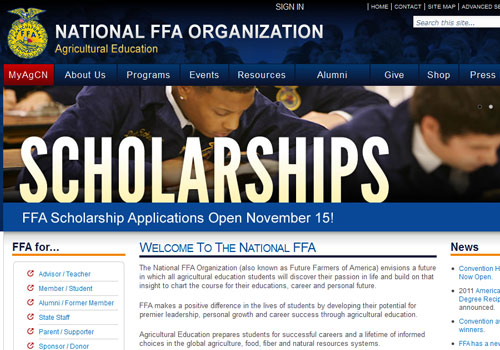 SIGN IN
HOME | CONTACT | SITE MAP | ADVANCED
FFA
NATIONAL FFA ORGANIZATION
Agricultural Education
Search this site...
MyAgCN About Us Programs Events Resources Alumni Give Shop Press
SCHOLARSHIPS
FFA Scholarship Applications Open November 15!
FFA for...
Advisor / Teacher
Member / Student
Alumni / Former Member
State Staff
Parent / Supporter
Sponsor / Donor
WELCOME TO THE NATIONAL FFA
The National FFA Organization (also known as Future Farmers of America) envisions a future
in which all agricultural education students will discover their passion in life and build on that
insight to chart the course for their educations, career and personal future.
FFA makes a positive difference in the lives of students by developing their potential for
premier leadership, personal growth and career success through agricultural education.
Agricultural Education prepares students for successful careers and a lifetime of informed
choices in the global agriculture, food, fiber and natural resources systems.
News
Convention H
Now Open.
2011 America
Degree Recip
announced.
Convention a
winners.
FFA has a new